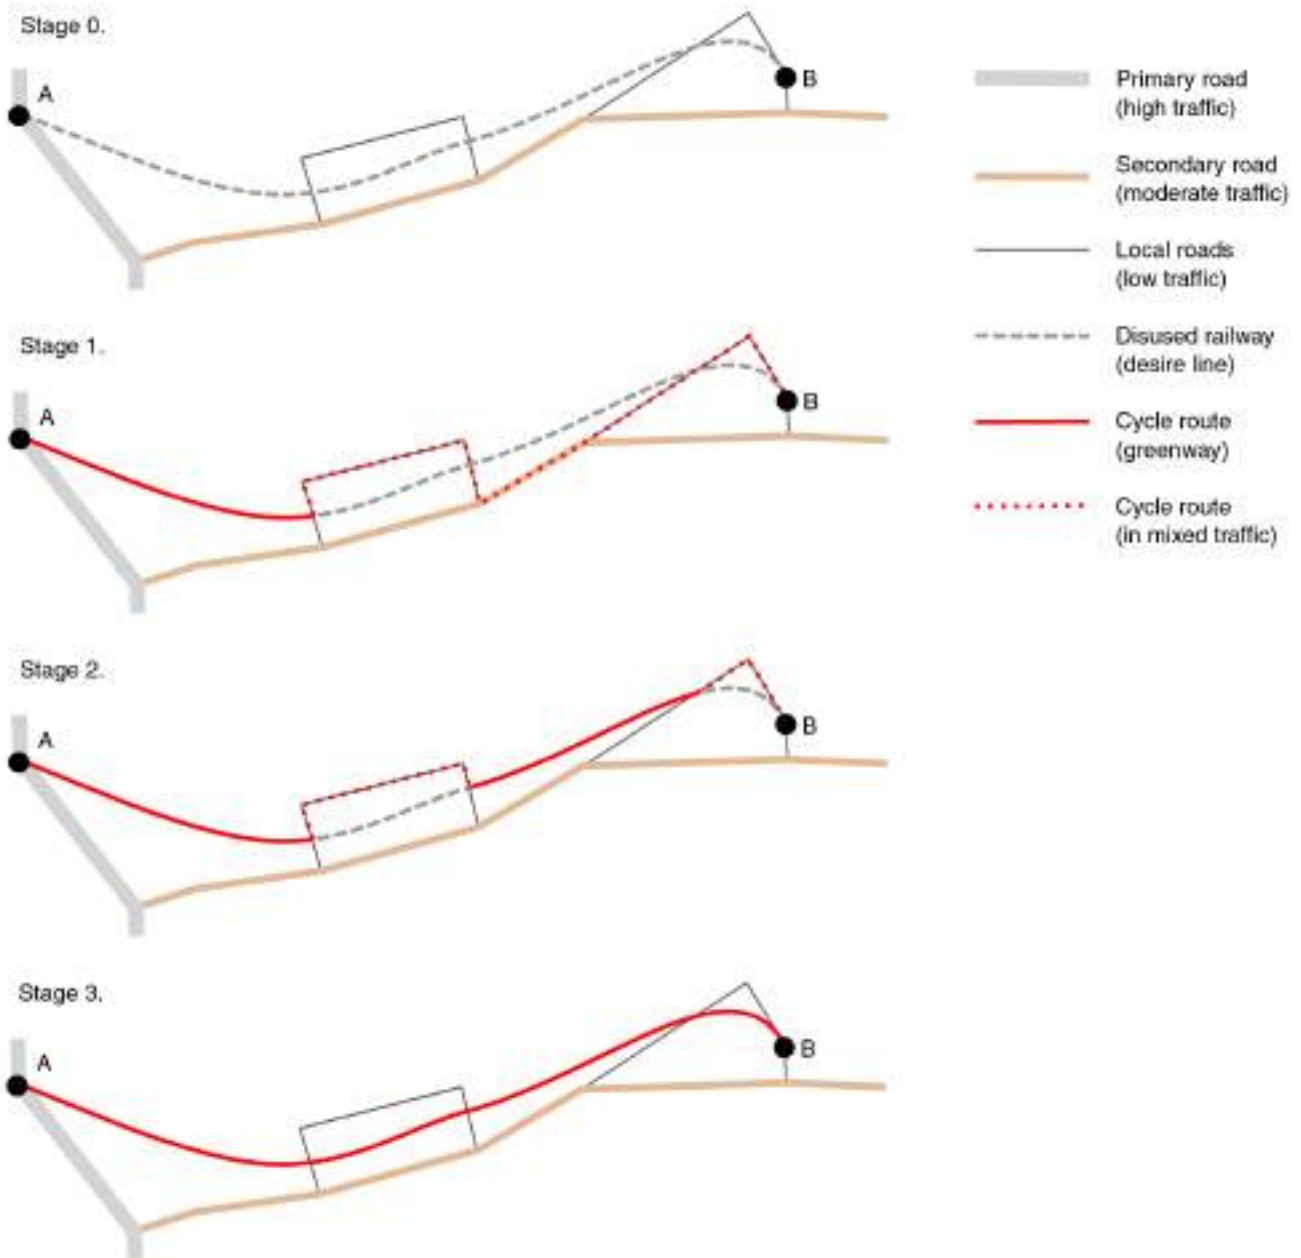 Stage 0.
A
B
Primary road
(high traffic)
Secondary road
(moderate traffic)
Local roads
(low traffic)
Disused railway
(desire line)
Cycle route
(greenway)
Cycle route
(in mixed traffic)
Stage 1.
A
B
Stage 2.
A
B
Stage 3.
A
B